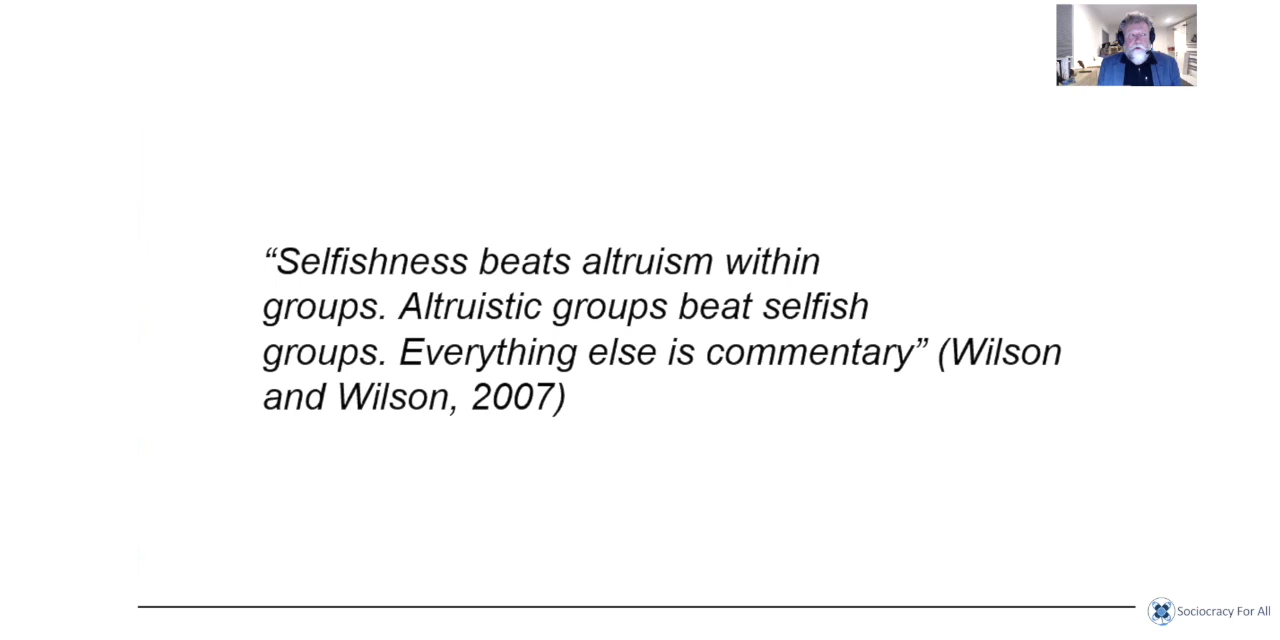 “Selfishness beats altruism within
groups. Altruistic groups beat selfish
groups. Everything else is commentary” (Wilson
and Wilson, 2007)
Sociocracy For All